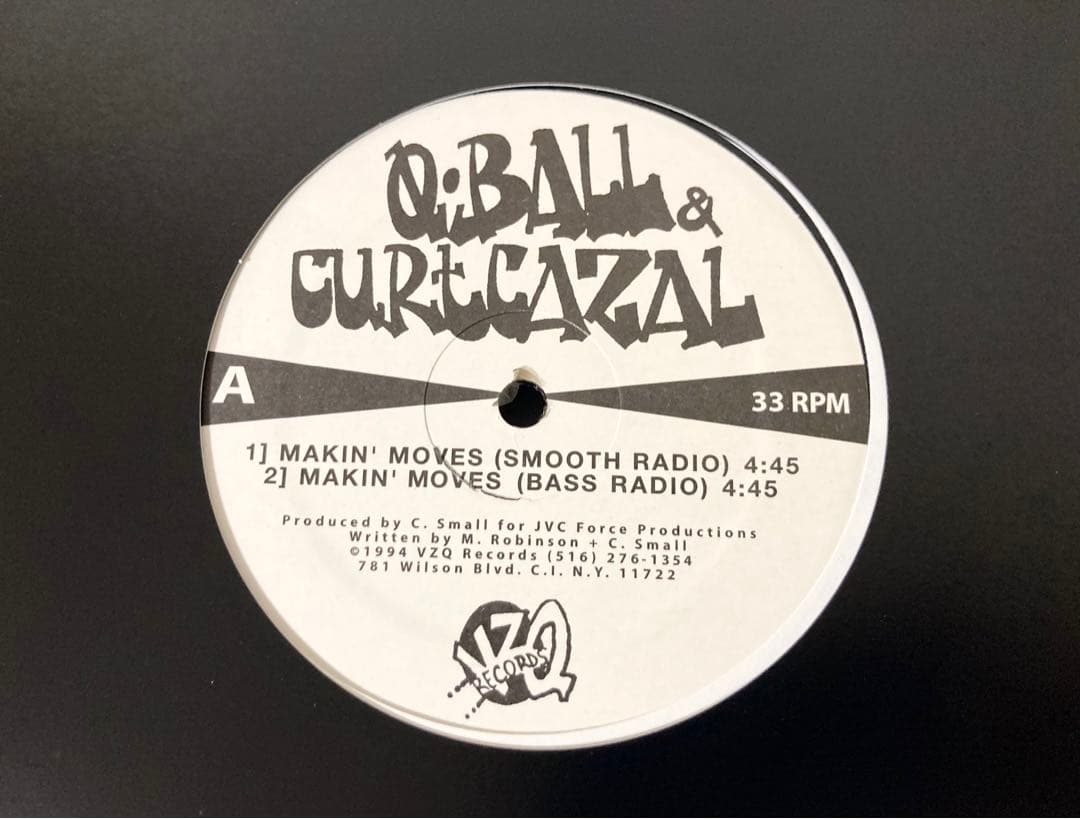 Q-BALL &
CURT CAZAL
A
33 RPM
1] MAKIN' MOVES (SMOOTH RADIO) 4:45
2] MAKIN' MOVES (BASS RADIO) 4:45
Produced by C. Small for JVC Force Productions
Written by M. Robinson + C. Small
©1994 VZQ Records (516) 276-1354
781 Wilson Blvd. C.I. N.Y. 11722
VZQ
RECORDS